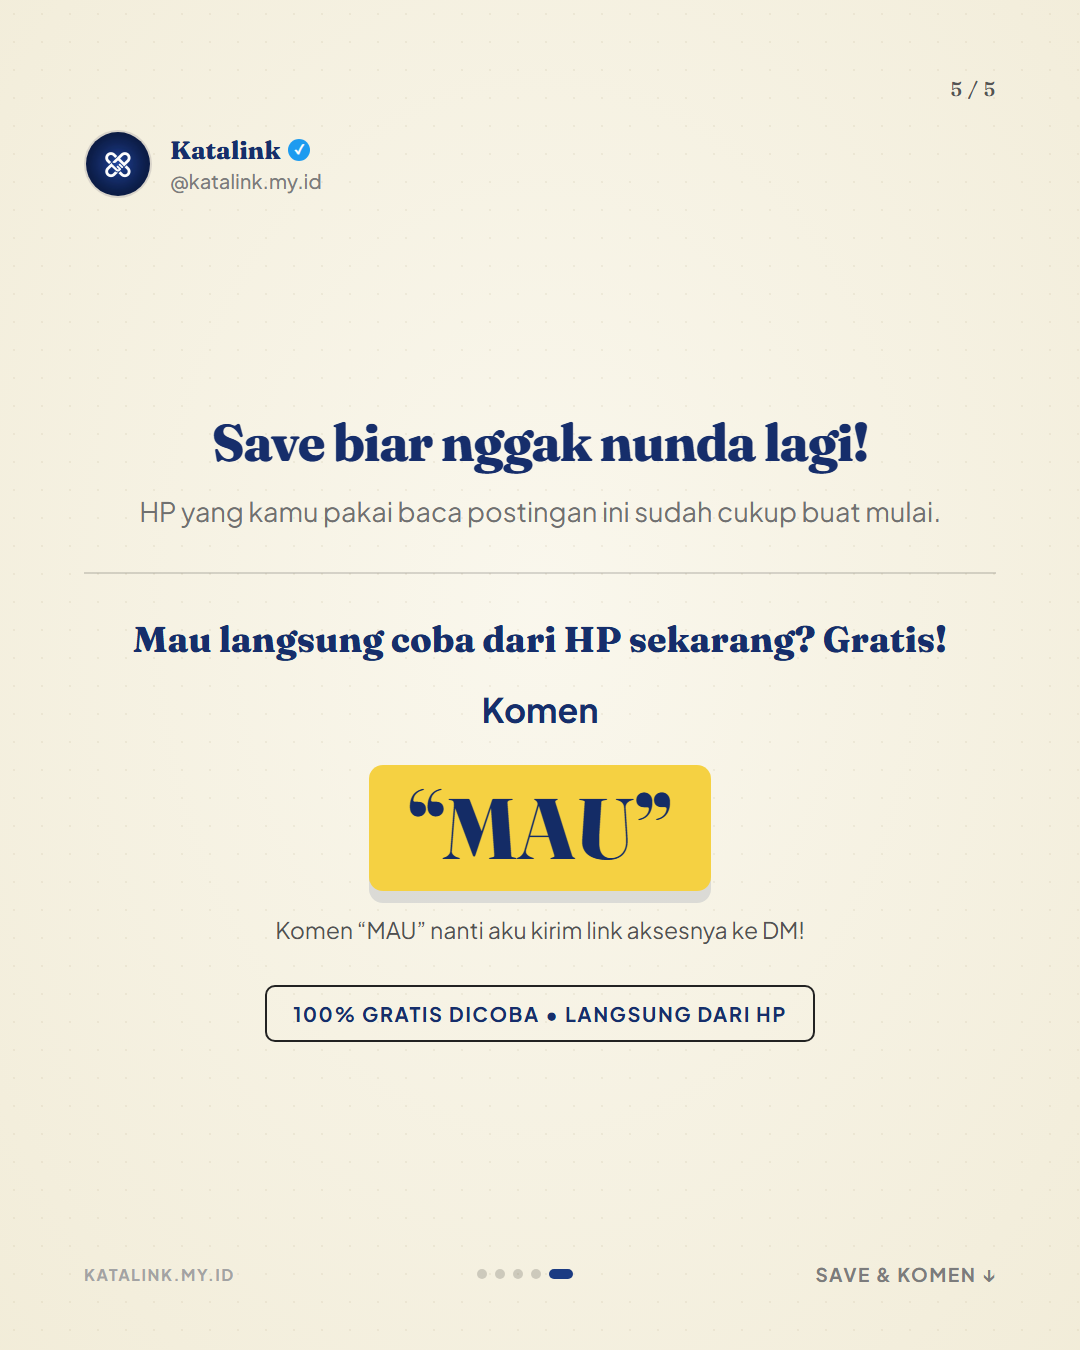 5 / 5
Katalink
@katalink.my.id
Save biar nggak nunda lagi!
HP yang kamu pakai baca postingan ini sudah cukup buat mulai.
Mau langsung coba dari HP sekarang? Gratis!
Komen
“MAU”
Komen “MAU” nanti aku kirim link aksesnya ke DM!
100% GRATIS DICOBA • LANGSUNG DARI HP
KATALINK.MY.ID
SAVE & KOMEN ↓